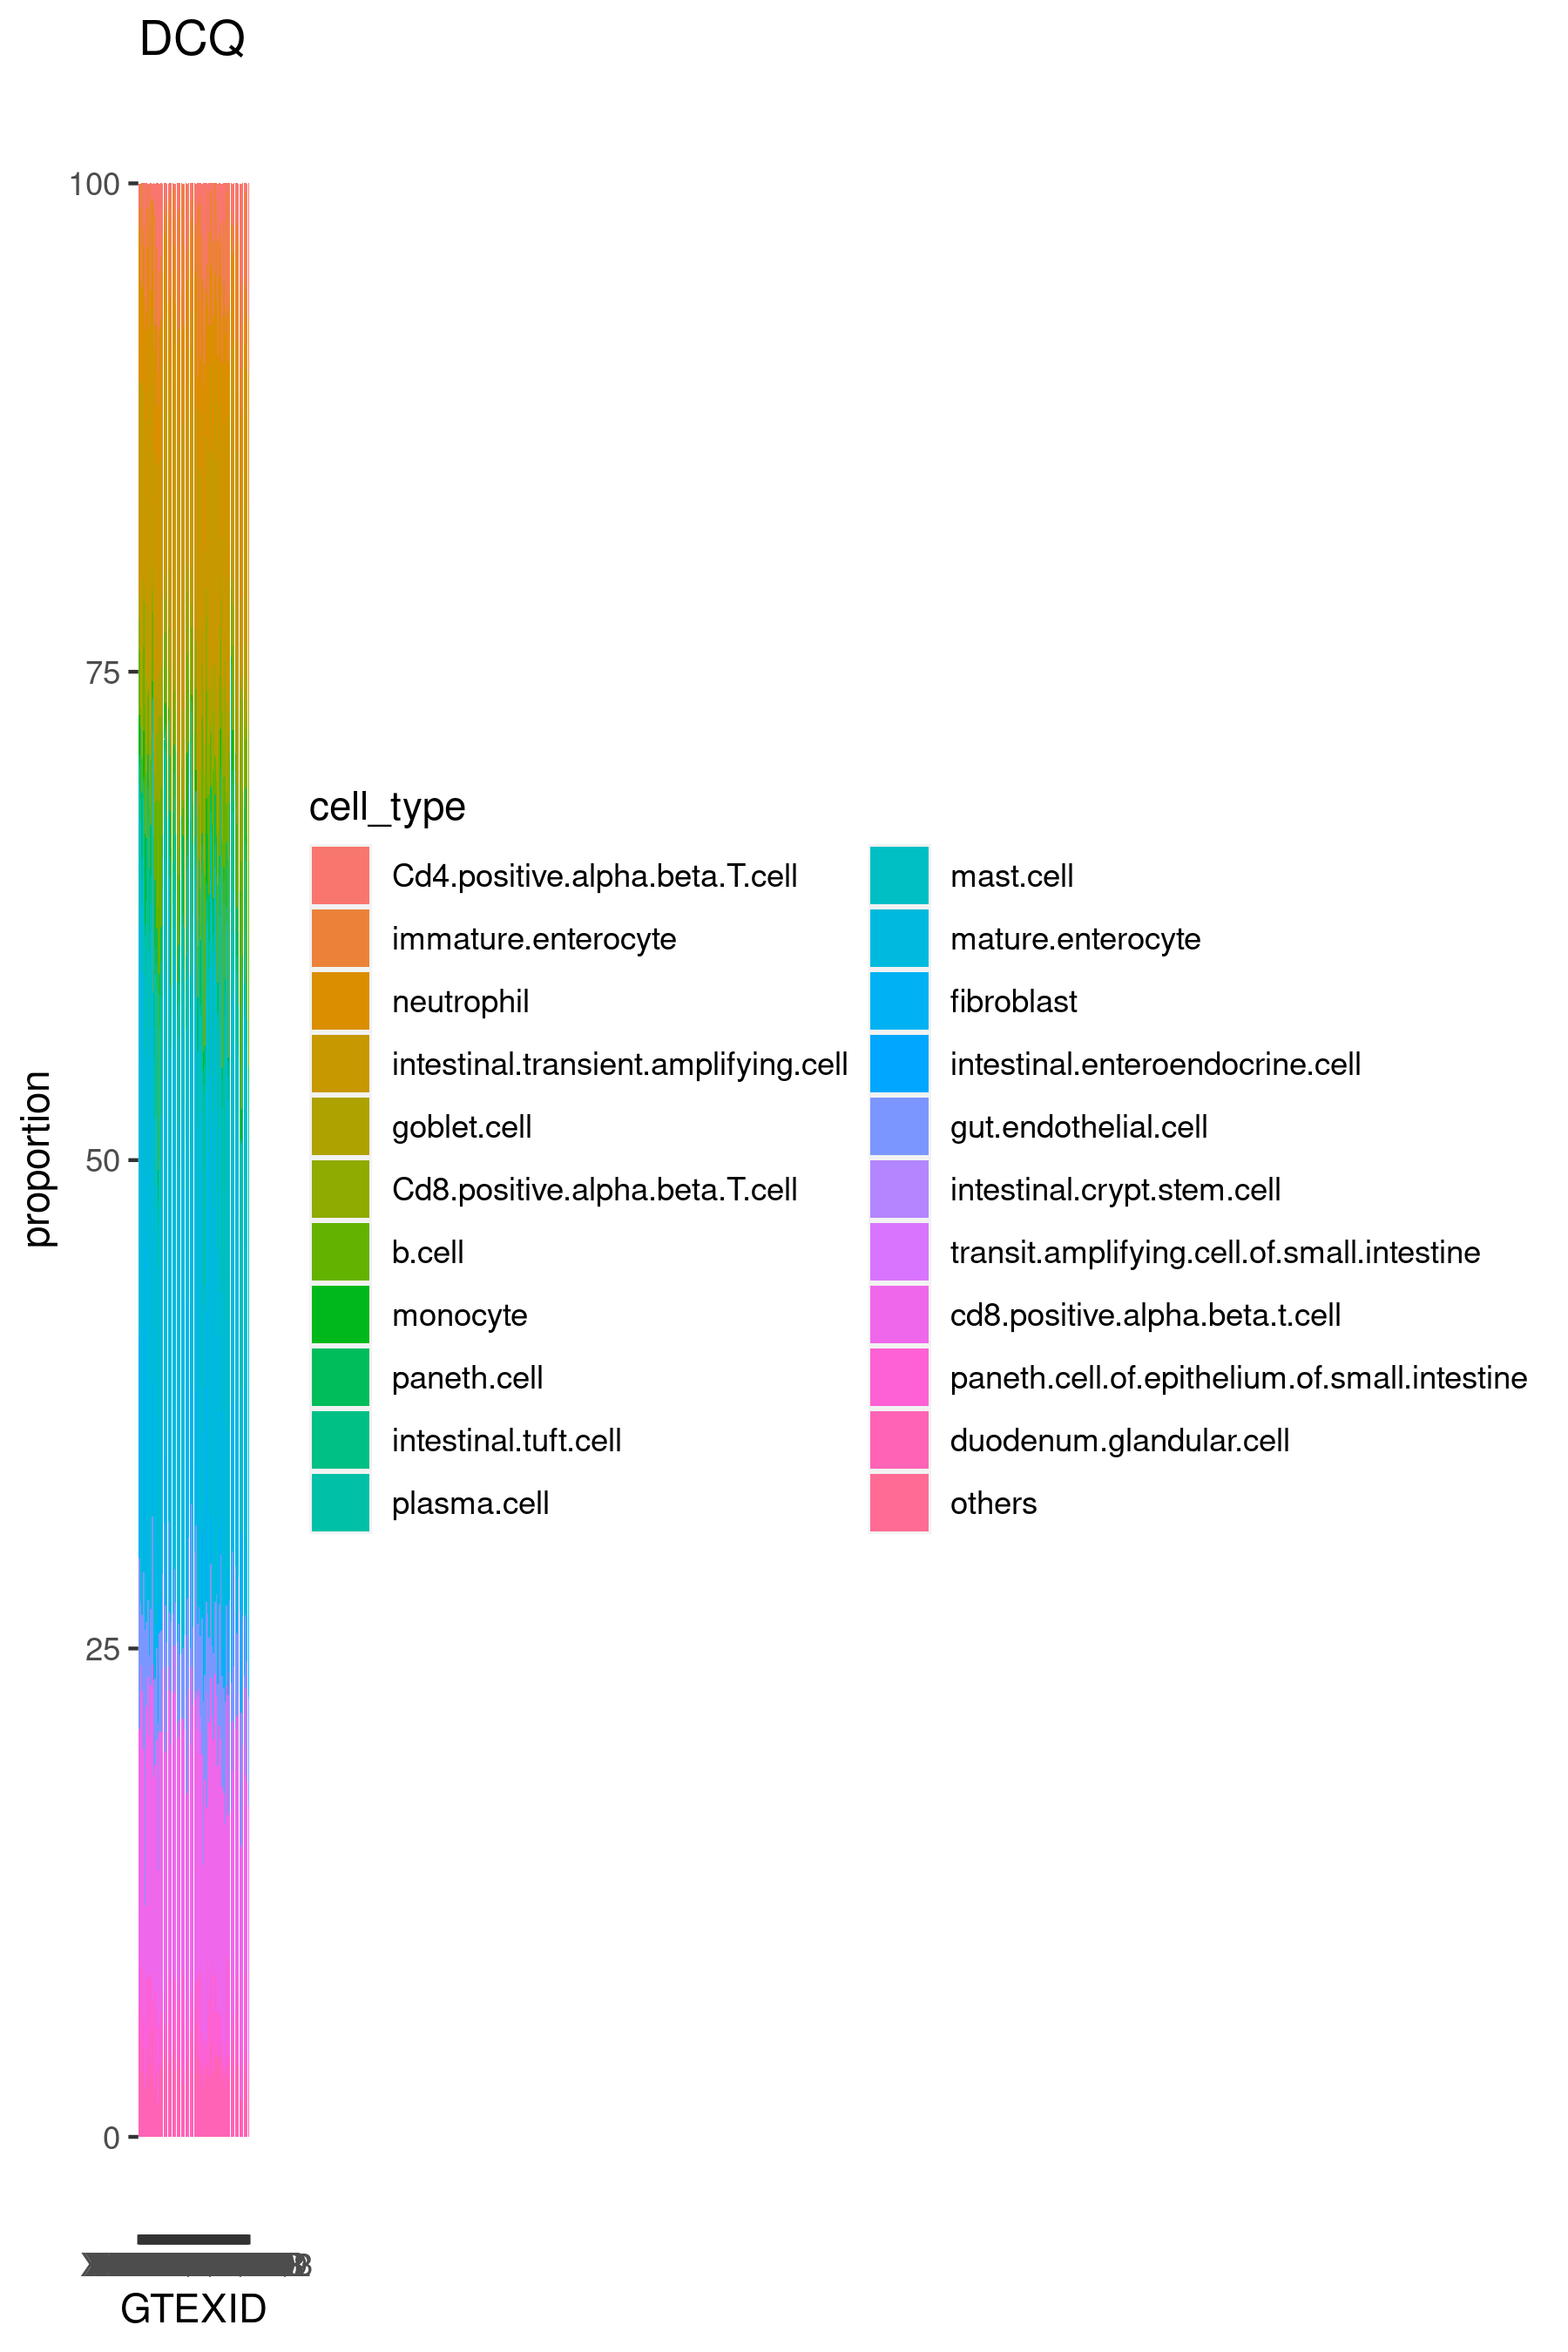 DCQ
100
75
50
25
0
proportion
cell_type
Cd4.positive.alpha.beta.T.cell
immature.enterocyte
neutrophil
intestinal.transient.amplifying.cell
goblet.cell
Cd8.positive.alpha.beta.T.cell
b.cell
monocyte
paneth.cell
intestinal.tuft.cell
plasma.cell
mast.cell
mature.enterocyte
fibroblast
intestinal.enteroendocrine.cell
gut.endothelial.cell
intestinal.crypt.stem.cell
transit.amplifying.cell.of.small.intestine
cd8.positive.alpha.beta.t.cell
paneth.cell.of.epithelium.of.small.intestine
duodenum.glandular.cell
others
GTEXID